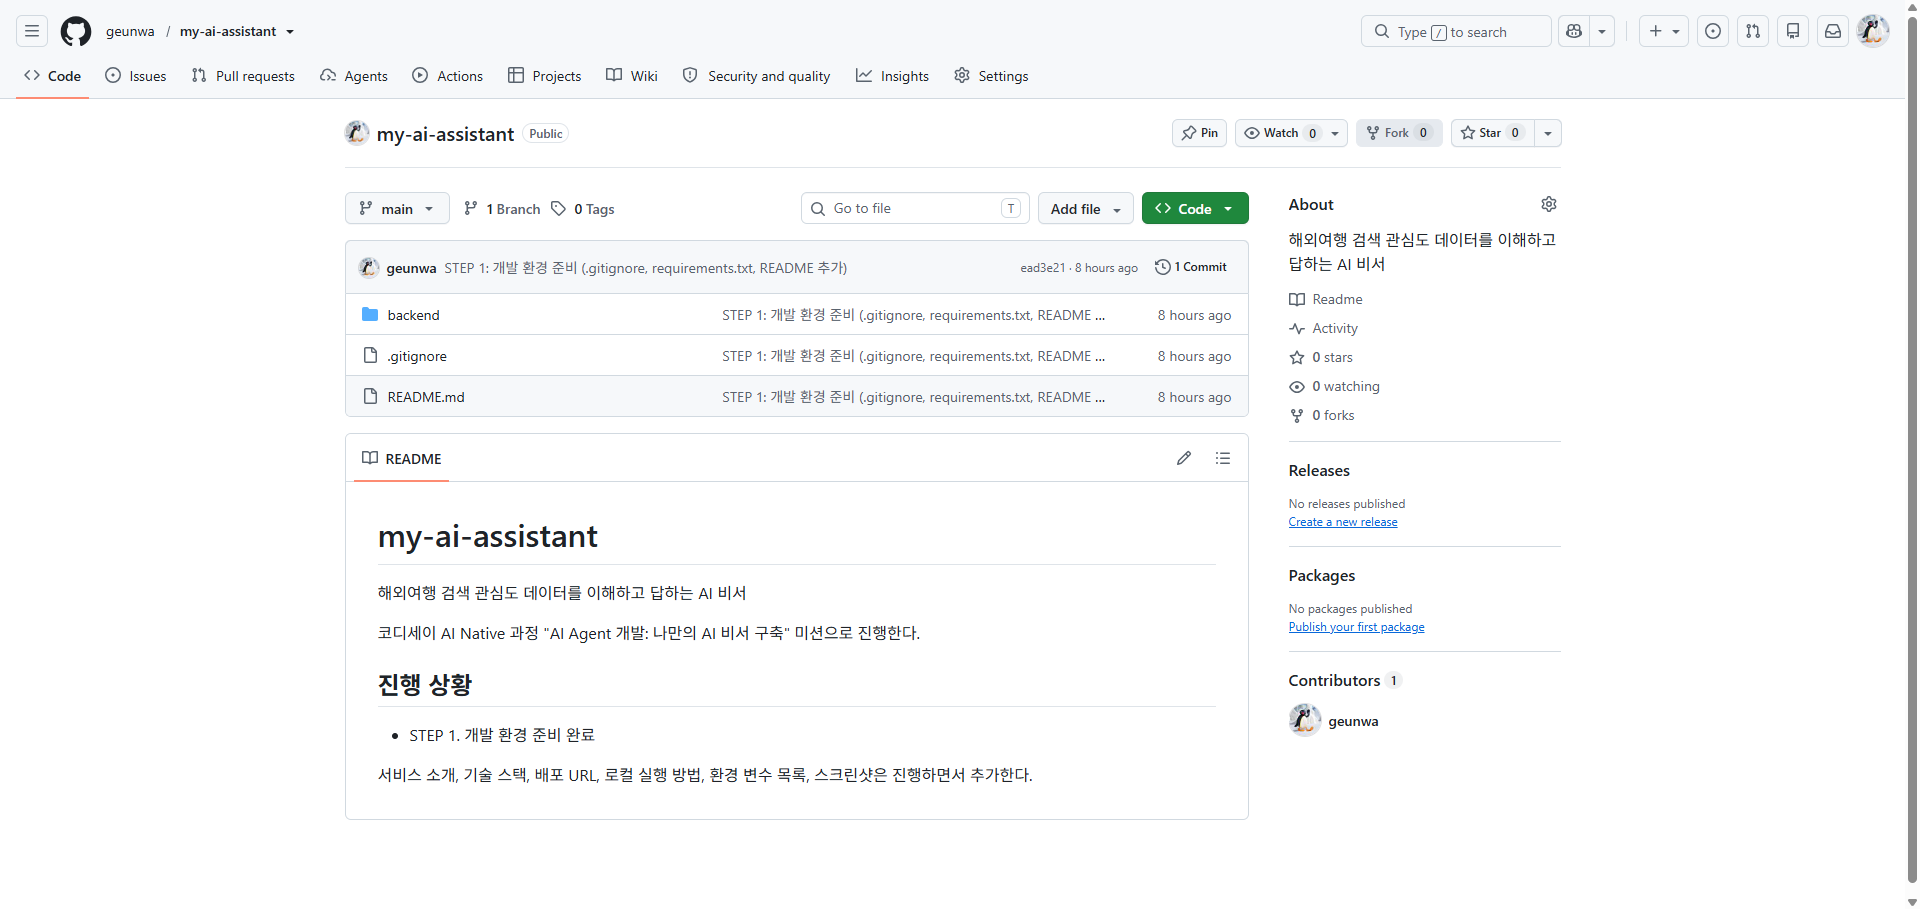 geunwa / my-ai-assistant
Type / to search
Code
Issues
Pull requests
Agents
Actions
Projects
Wiki
Security and quality
Insights
Settings
my-ai-assistant Public
Pin
Watch 0
Fork 0
Star 0
main
1 Branch
0 Tags
Go to file T
Add file
Code
geunwa STEP 1: 개발 환경 준비 (.gitignore, requirements.txt, README 추가) ead3e21 · 8 hours ago 1 Commit
backend STEP 1: 개발 환경 준비 (.gitignore, requirements.txt, README ... 8 hours ago
.gitignore STEP 1: 개발 환경 준비 (.gitignore, requirements.txt, README ... 8 hours ago
README.md STEP 1: 개발 환경 준비 (.gitignore, requirements.txt, README ... 8 hours ago
README
my-ai-assistant
해외여행 검색 관심도 데이터를 이해하고 답하는 AI 비서
코디세이 AI Native 과정 "AI Agent 개발: 나만의 AI 비서 구축" 미션으로 진행한다.
진행 상황
• STEP 1. 개발 환경 준비 완료
서비스 소개, 기술 스택, 배포 URL, 로컬 실행 방법, 환경 변수 목록, 스크린샷은 진행하면서 추가한다.
About
해외여행 검색 관심도 데이터를 이해하고
답하는 AI 비서
Readme
Activity
0 stars
0 watching
0 forks
Releases
No releases published
Create a new release
Packages
No packages published
Publish your first package
Contributors 1
geunwa